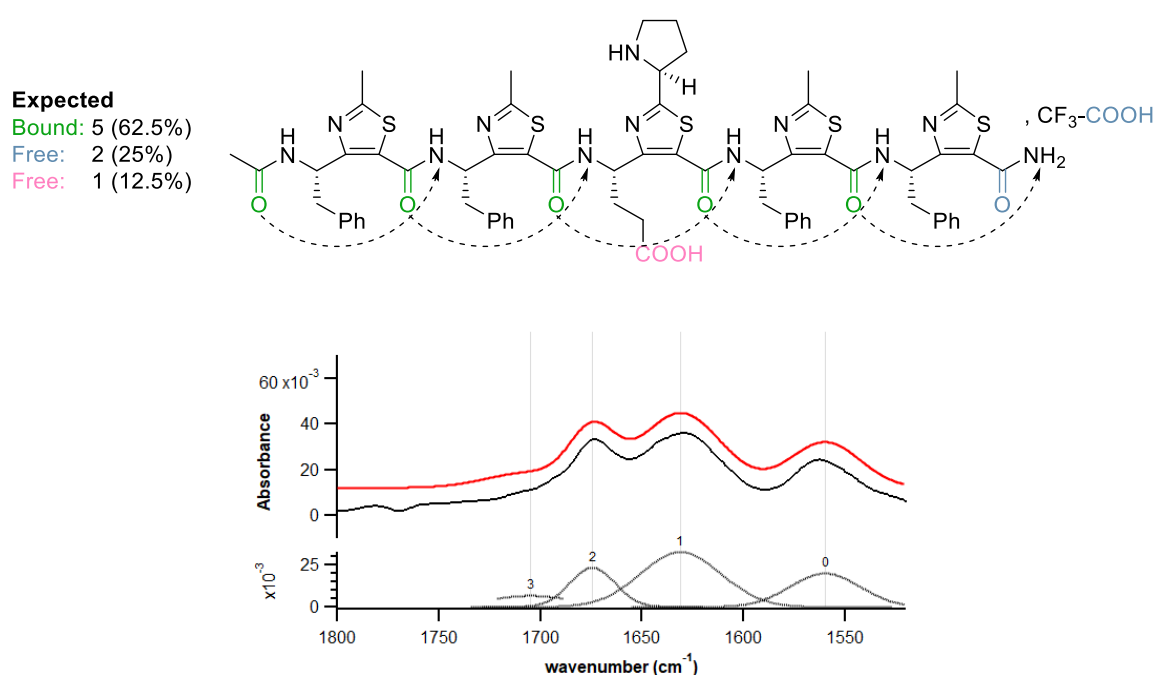 Expected
Bound: 5 (62.5%)
Free: 2 (25%)
Free: 1 (12.5%)
HN
H
N S N S N S N S N S
, CF3-COOH
H H H H H
N N N N N NH2
O O O O O O
Ph Ph Ph Ph
COOH
60 x10⁻³
40
20
0
Absorbance
25
0
x10⁻³
3 2 1 0
1800 1750 1700 1650 1600 1550
wavenumber (cm⁻¹)